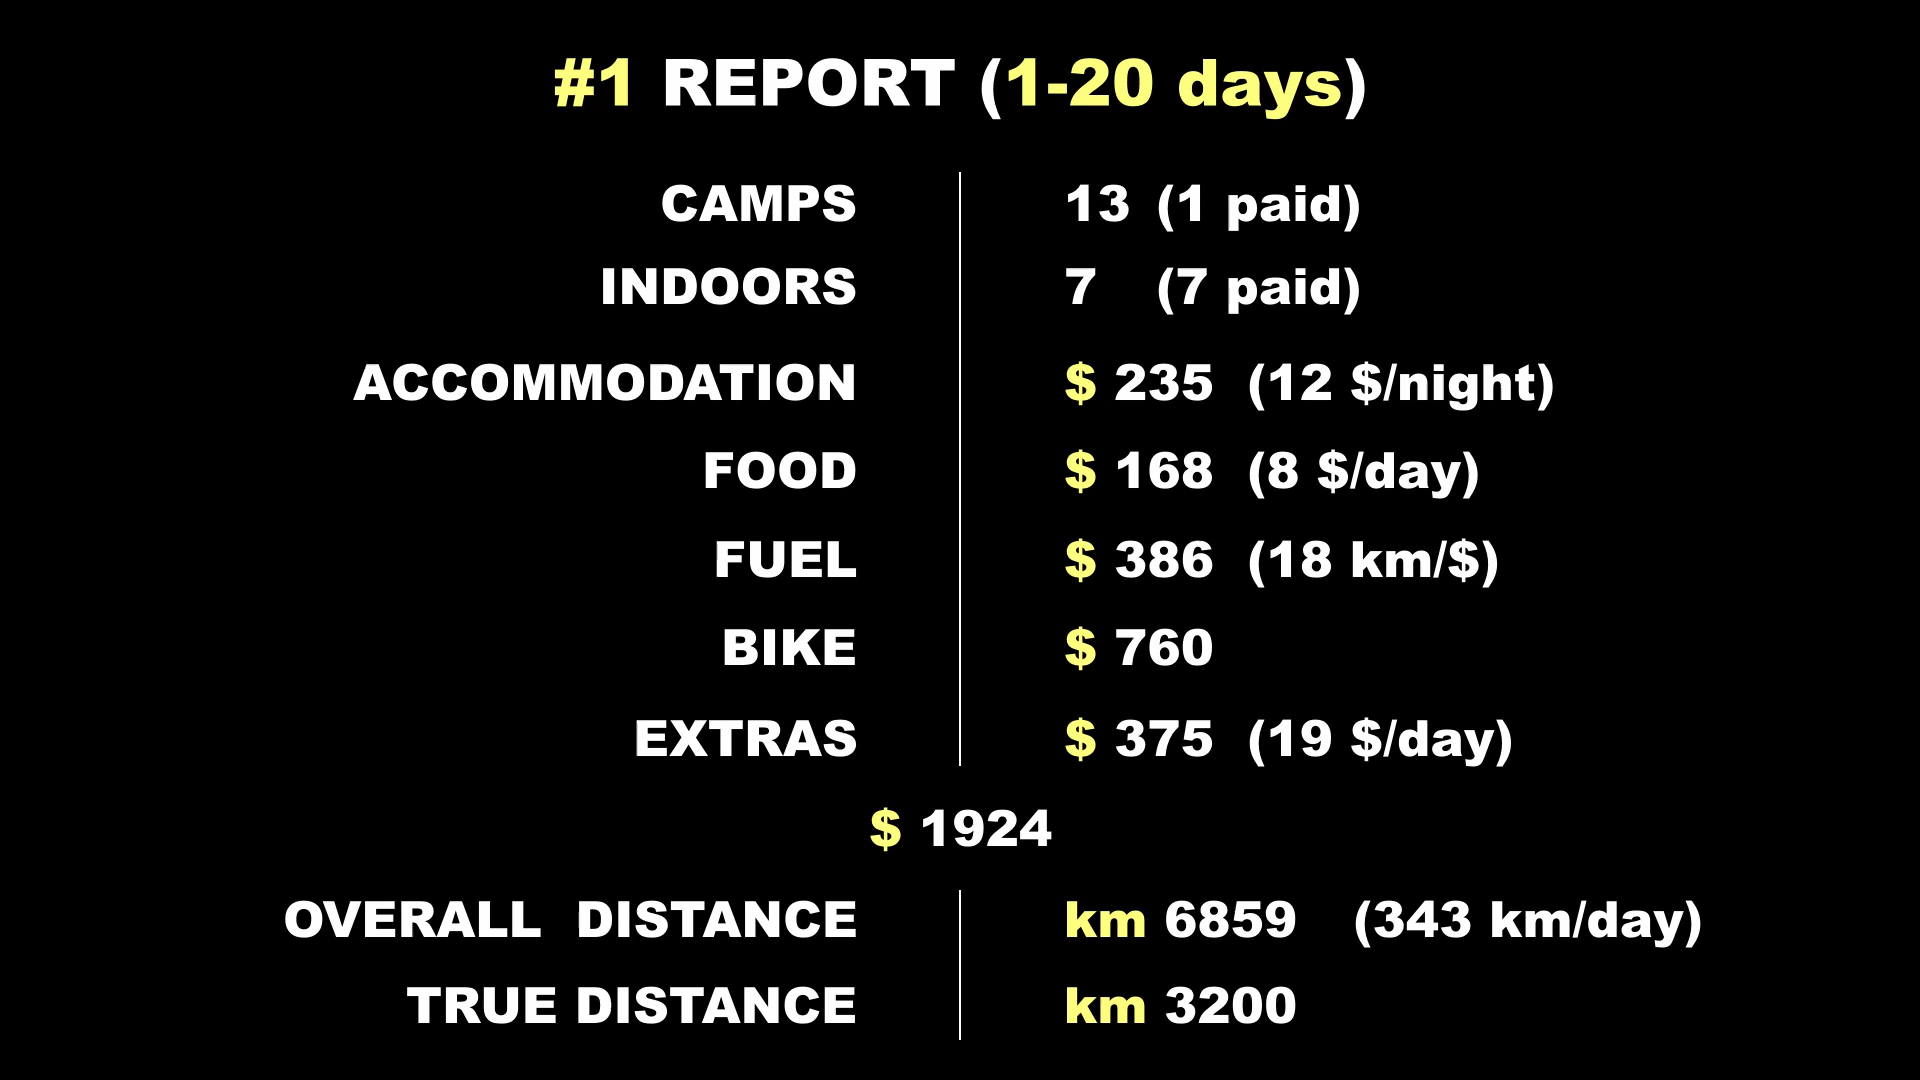 #1 REPORT (1-20 days)
CAMPS 13 (1 paid)
INDOORS 7 (7 paid)
ACCOMMODATION $ 235 (12 $/night)
FOOD $ 168 (8 $/day)
FUEL $ 386 (18 km/$)
BIKE $ 760
EXTRAS $ 375 (19 $/day)
$ 1924
OVERALL DISTANCE km 6859 (343 km/day)
TRUE DISTANCE km 3200